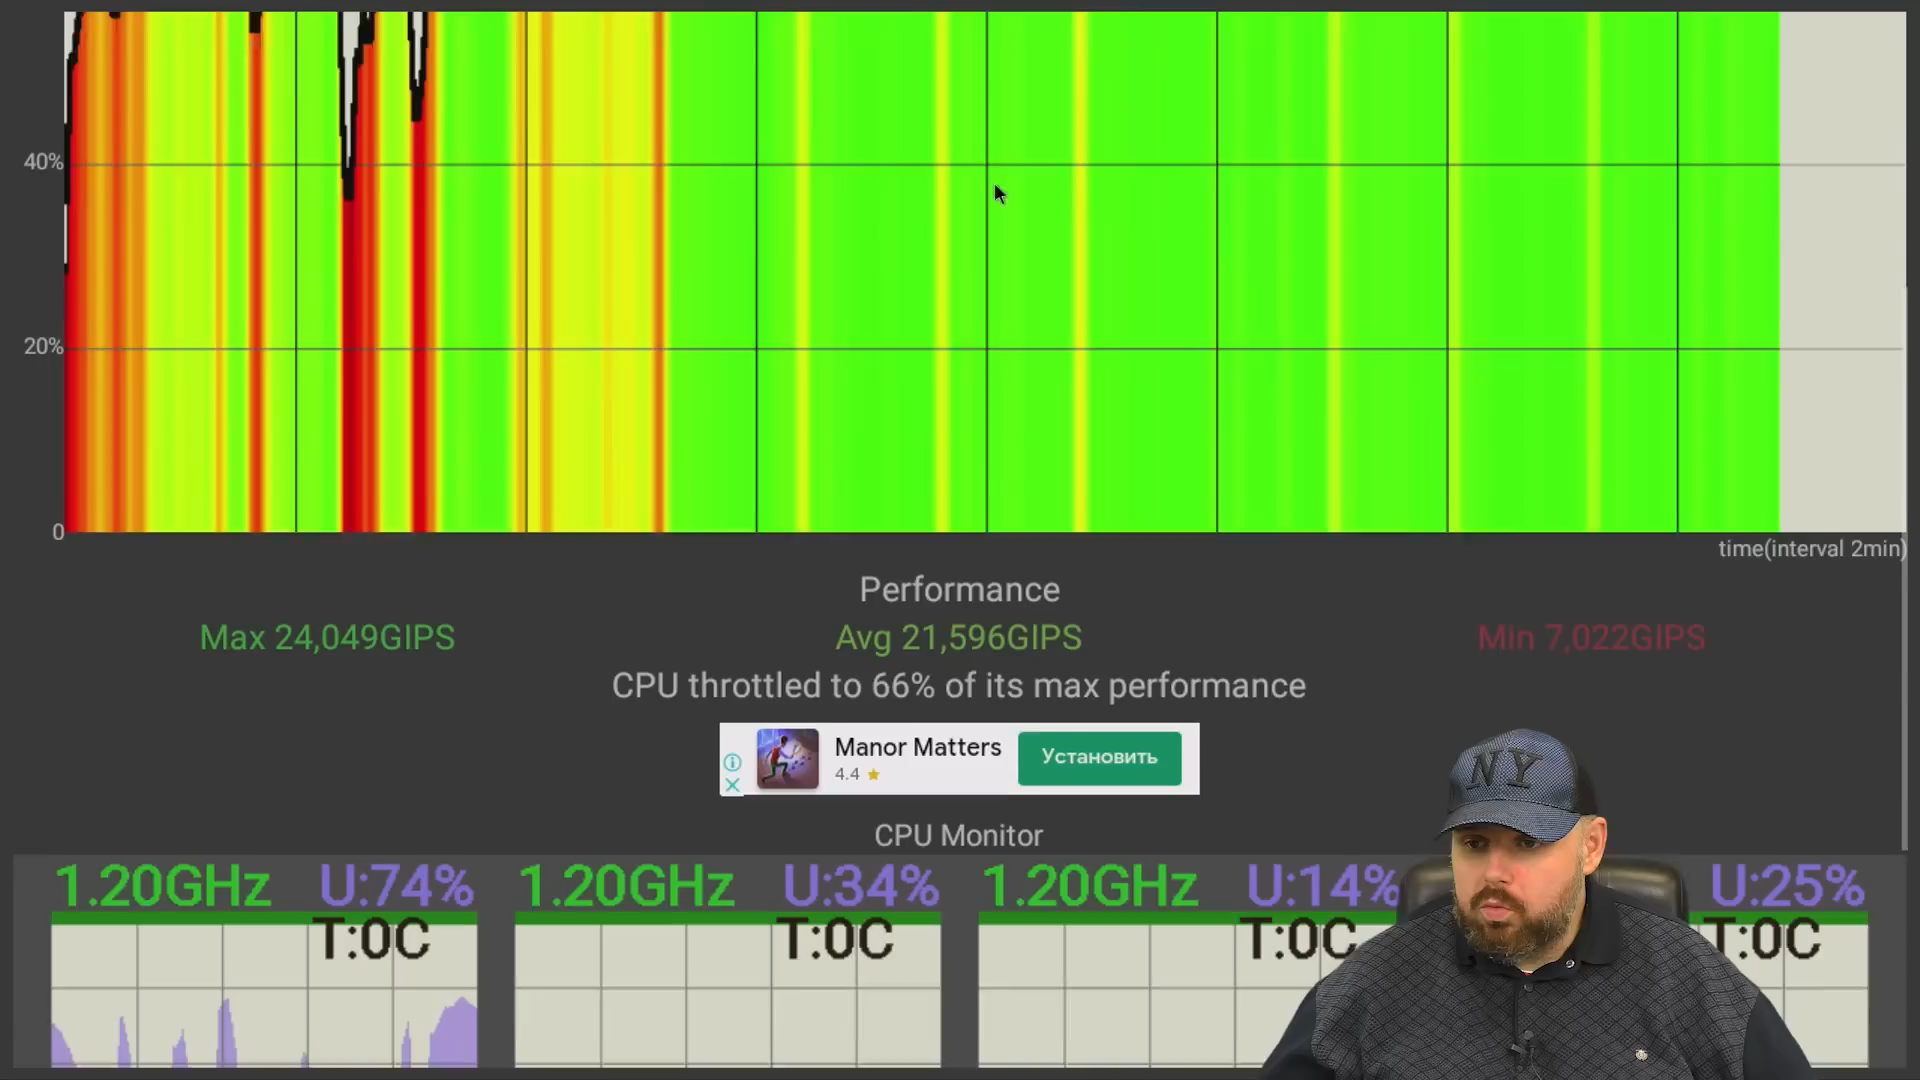 40%
20%
0
time(interval 2min)
Performance
Max 24,049GIPS
Avg 21,596GIPS
Min 7,022GIPS
CPU throttled to 66% of its max performance
Manor Matters
4.4
Установить
CPU Monitor
1.20GHz U:74%
T:0C
1.20GHz U:34%
T:0C
1.20GHz U:14%
T:0C
U:25%
T:0C
NY